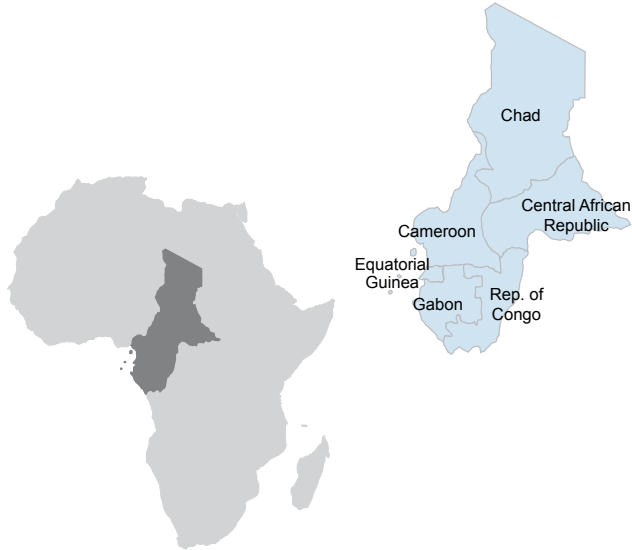 Chad
Central African
Republic
Cameroon
Equatorial
Guinea
Gabon
Rep. of
Congo